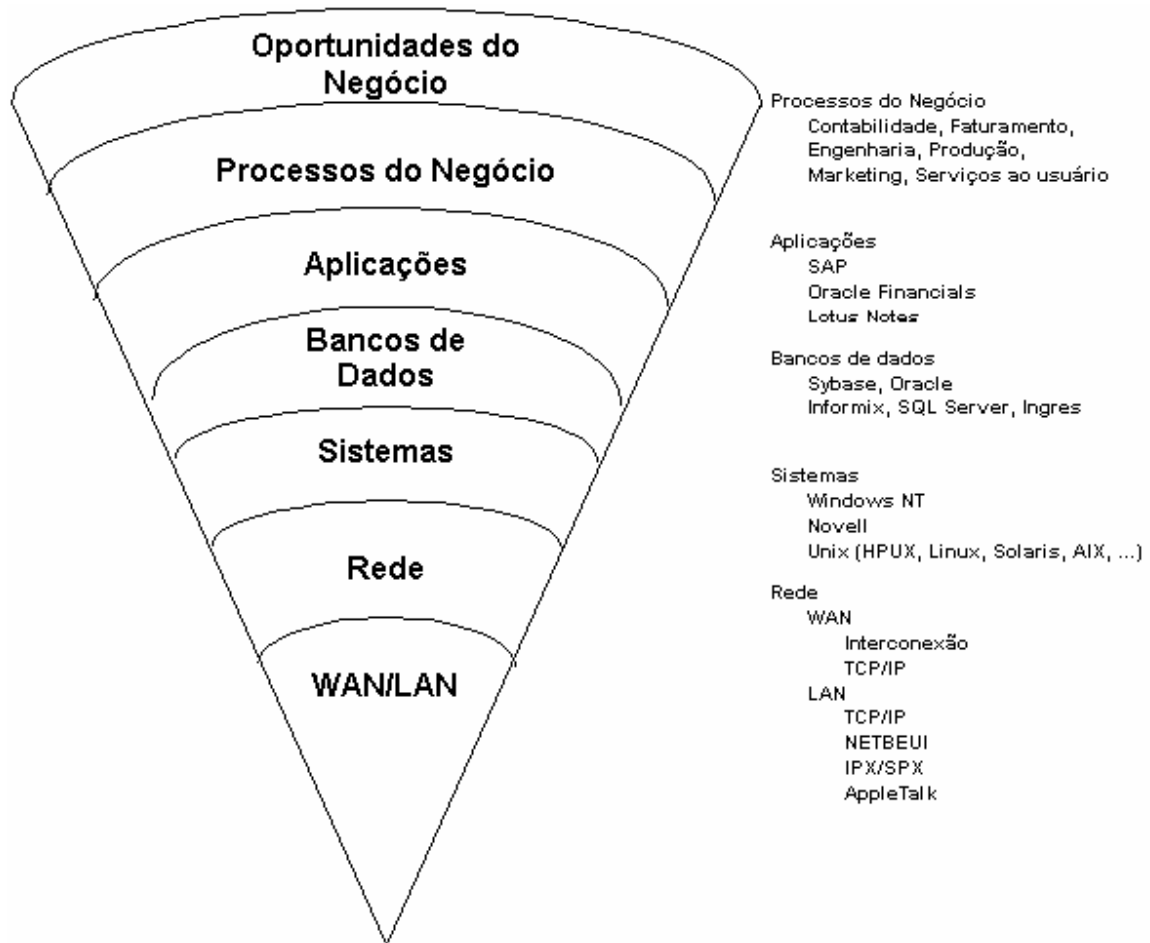 Oportunidades do
Negócio
Processos do Negócio
Aplicações
Bancos de
Dados
Sistemas
Rede
WAN/LAN
Processos do Negócio
Contabilidade, Faturamento,
Engenharia, Produção,
Marketing, Serviços ao usuário
Aplicações
SAP
Oracle Financials
Lotus Notes
Bancos de dados
Sybase, Oracle
Informix, SQL Server, Ingres
Sistemas
Windows NT
Novell
Unix (HPUX, Linux, Solaris, AIX, ...)
Rede
WAN
Interconexão
TCP/IP
LAN
TCP/IP
NETBEUI
IPX/SPX
AppleTalk